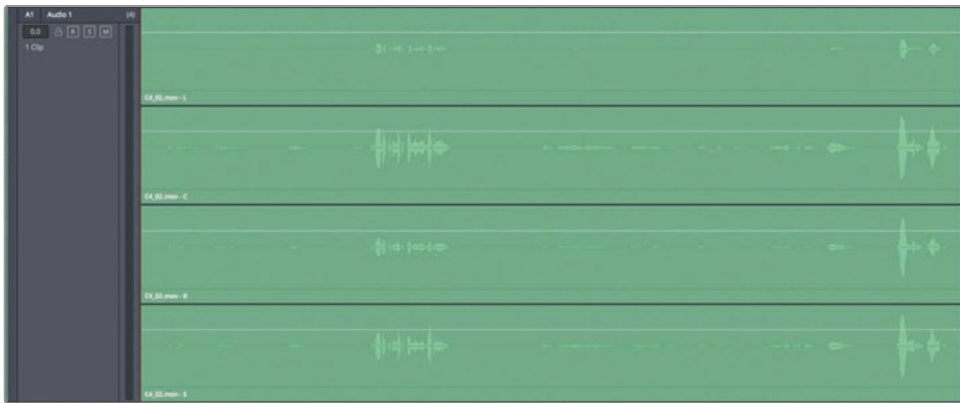 A1 Audio 1 (4)
0.0 R S M
1 Clip
C4_02.mov - L
C4_02.mov - C
C4_02.mov - R
C4_02.mov - S